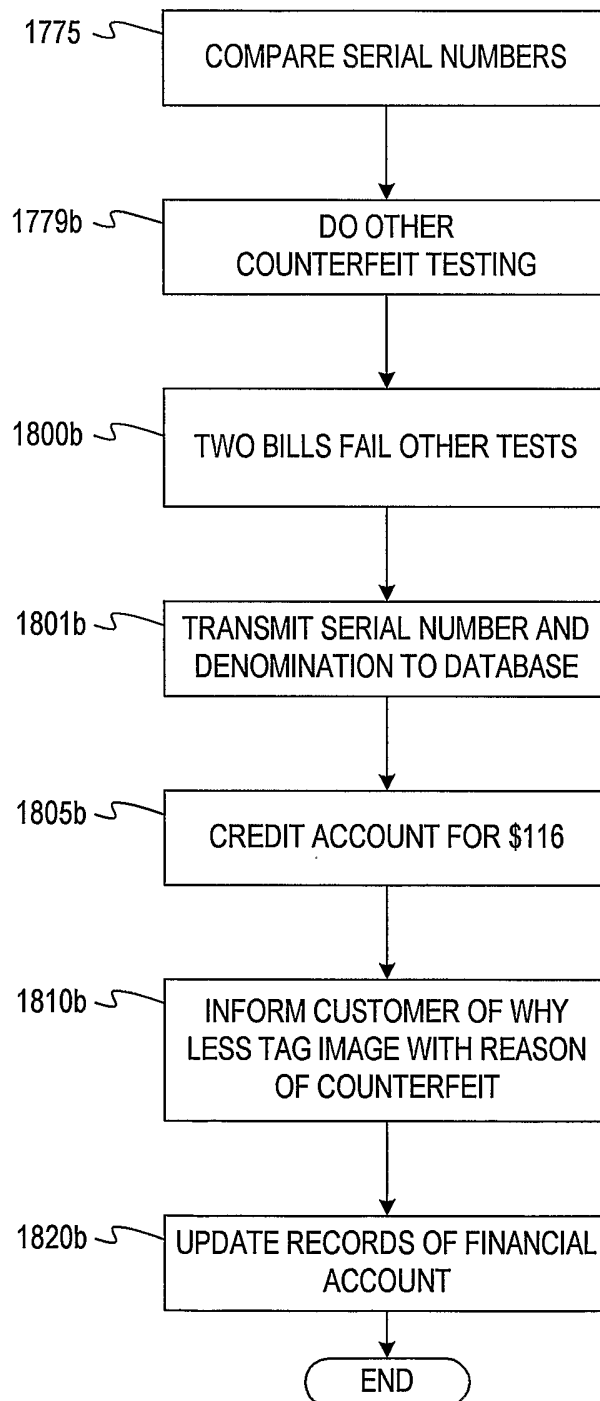 1775
COMPARE SERIAL NUMBERS
1779b
DO OTHER
COUNTERFEIT TESTING
1800b
TWO BILLS FAIL OTHER TESTS
1801b
TRANSMIT SERIAL NUMBER AND
DENOMINATION TO DATABASE
1805b
CREDIT ACCOUNT FOR $116
1810b
INFORM CUSTOMER OF WHY
LESS TAG IMAGE WITH REASON
OF COUNTERFEIT
1820b
UPDATE RECORDS OF FINANCIAL
ACCOUNT
END